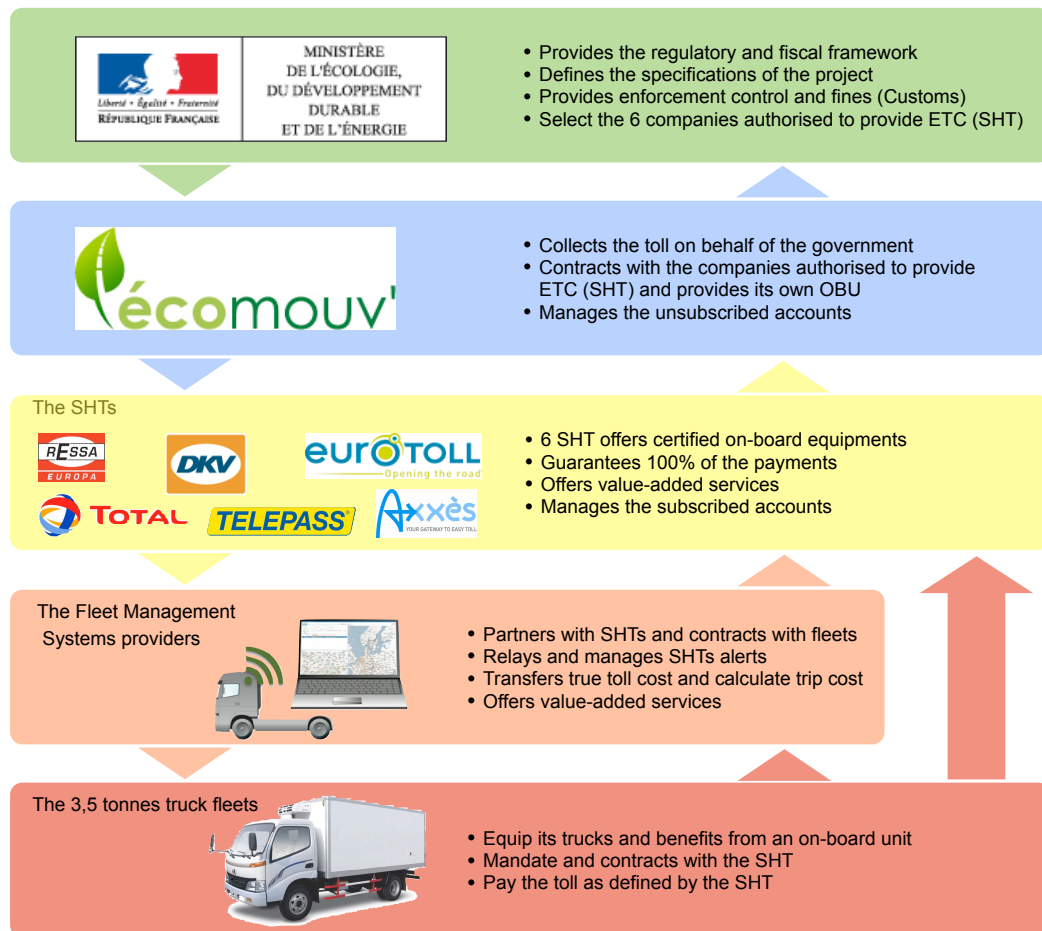 Liberté • Égalité • Fraternité
RÉPUBLIQUE FRANÇAISE
MINISTÈRE
DE L'ÉCOLOGIE,
DU DÉVELOPPEMENT
DURABLE
ET DE L'ÉNERGIE
• Provides the regulatory and fiscal framework
• Defines the specifications of the project
• Provides enforcement control and fines (Customs)
• Select the 6 companies authorised to provide ETC (SHT)
écomouv'
• Collects the toll on behalf of the government
• Contracts with the companies authorised to provide
ETC (SHT) and provides its own OBU
• Manages the unsubscribed accounts
The SHTs
RESSA
EUROPA
DKV
eurOTOLL
Opening the road
TOTAL
TELEPASS
Axxès
YOUR GATEWAY TO EASY TOLL
• 6 SHT offers certified on-board equipments
• Guarantees 100% of the payments
• Offers value-added services
• Manages the subscribed accounts
The Fleet Management
Systems providers
• Partners with SHTs and contracts with fleets
• Relays and manages SHTs alerts
• Transfers true toll cost and calculate trip cost
• Offers value-added services
The 3,5 tonnes truck fleets
• Equip its trucks and benefits from an on-board unit
• Mandate and contracts with the SHT
• Pay the toll as defined by the SHT